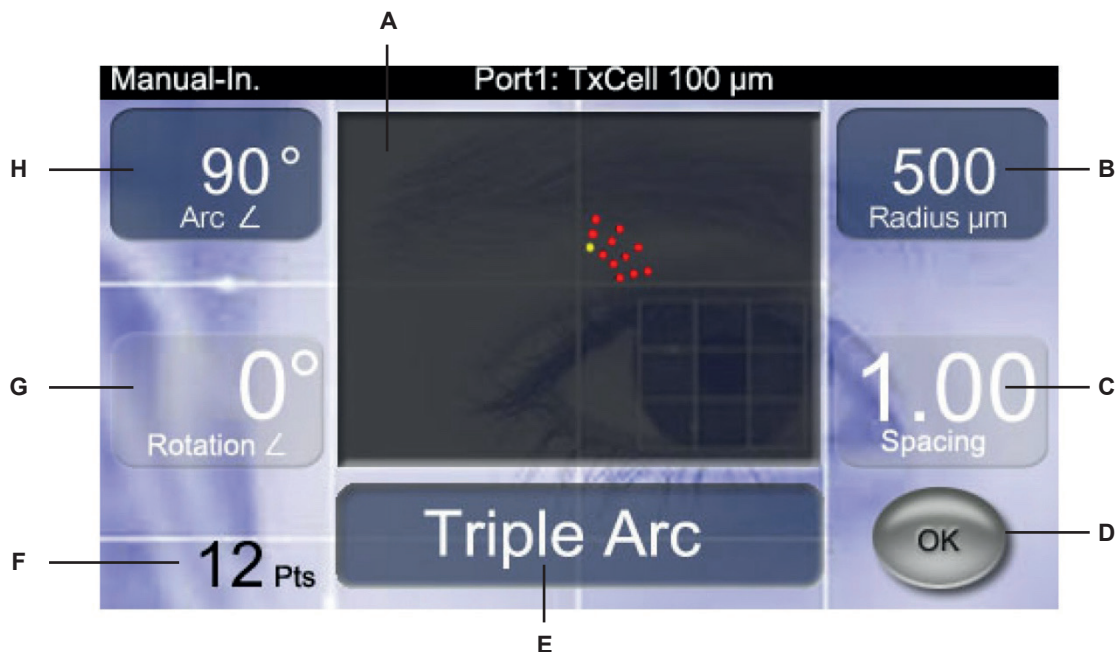 A
Manual-In. Port1: TxCell 100 µm
H
90°
Arc ∠
500
Radius µm
B
G
0°
Rotation ∠
1.00
Spacing
C
F
12 Pts
Triple Arc
OK
D
E